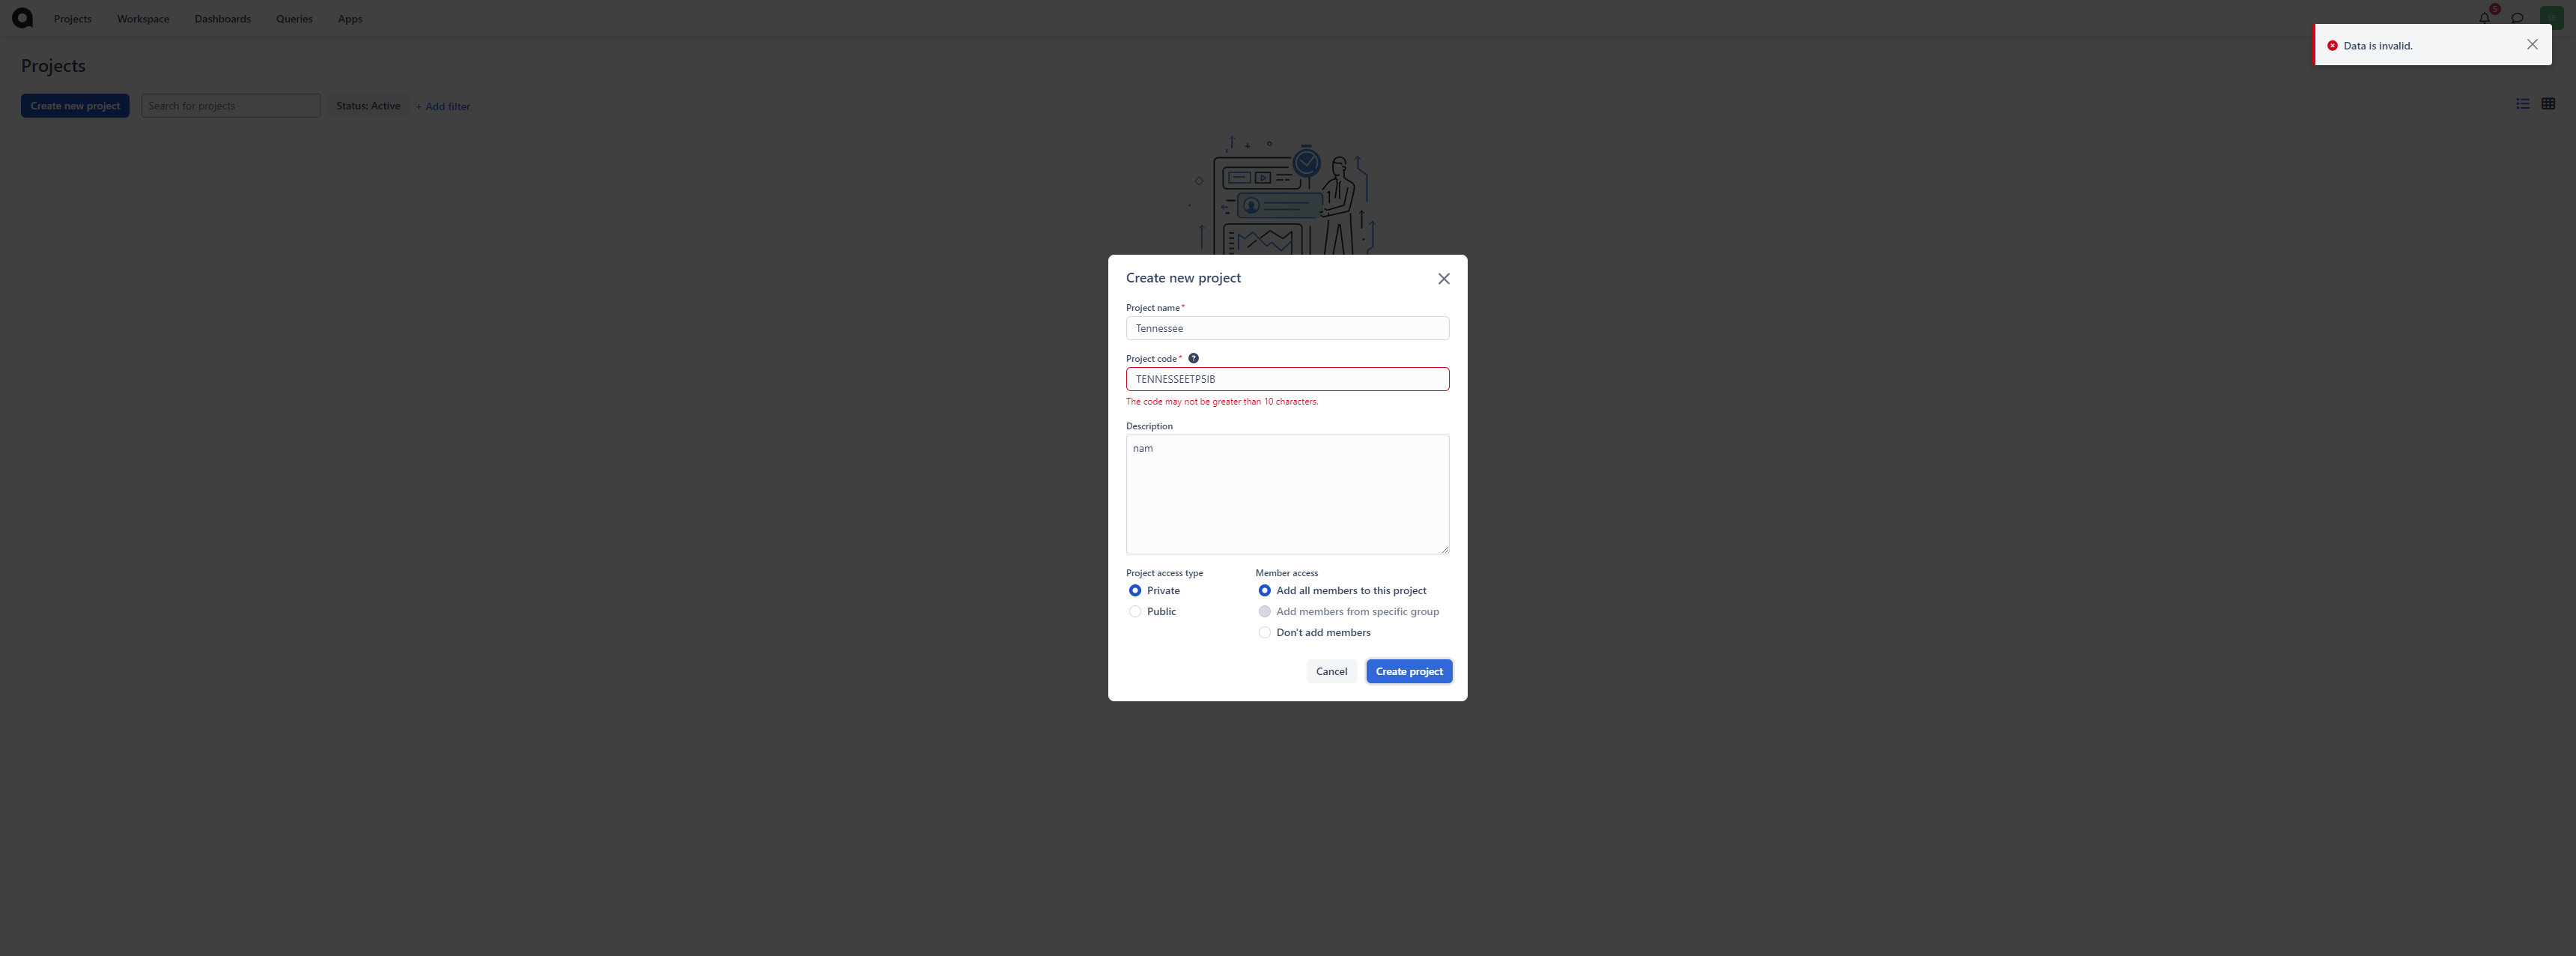 Projects Workspace Dashboards Queries Apps
5
Data is invalid.
Projects
Create new project Search for projects Status: Active + Add filter
Create new project
Project name *
Tennessee
Project code * ?
TENNESSEETP5IB
The code may not be greater than 10 characters.
Description
nam
Project access type Member access
Private Add all members to this project
Public Add members from specific group
Don't add members
Cancel Create project